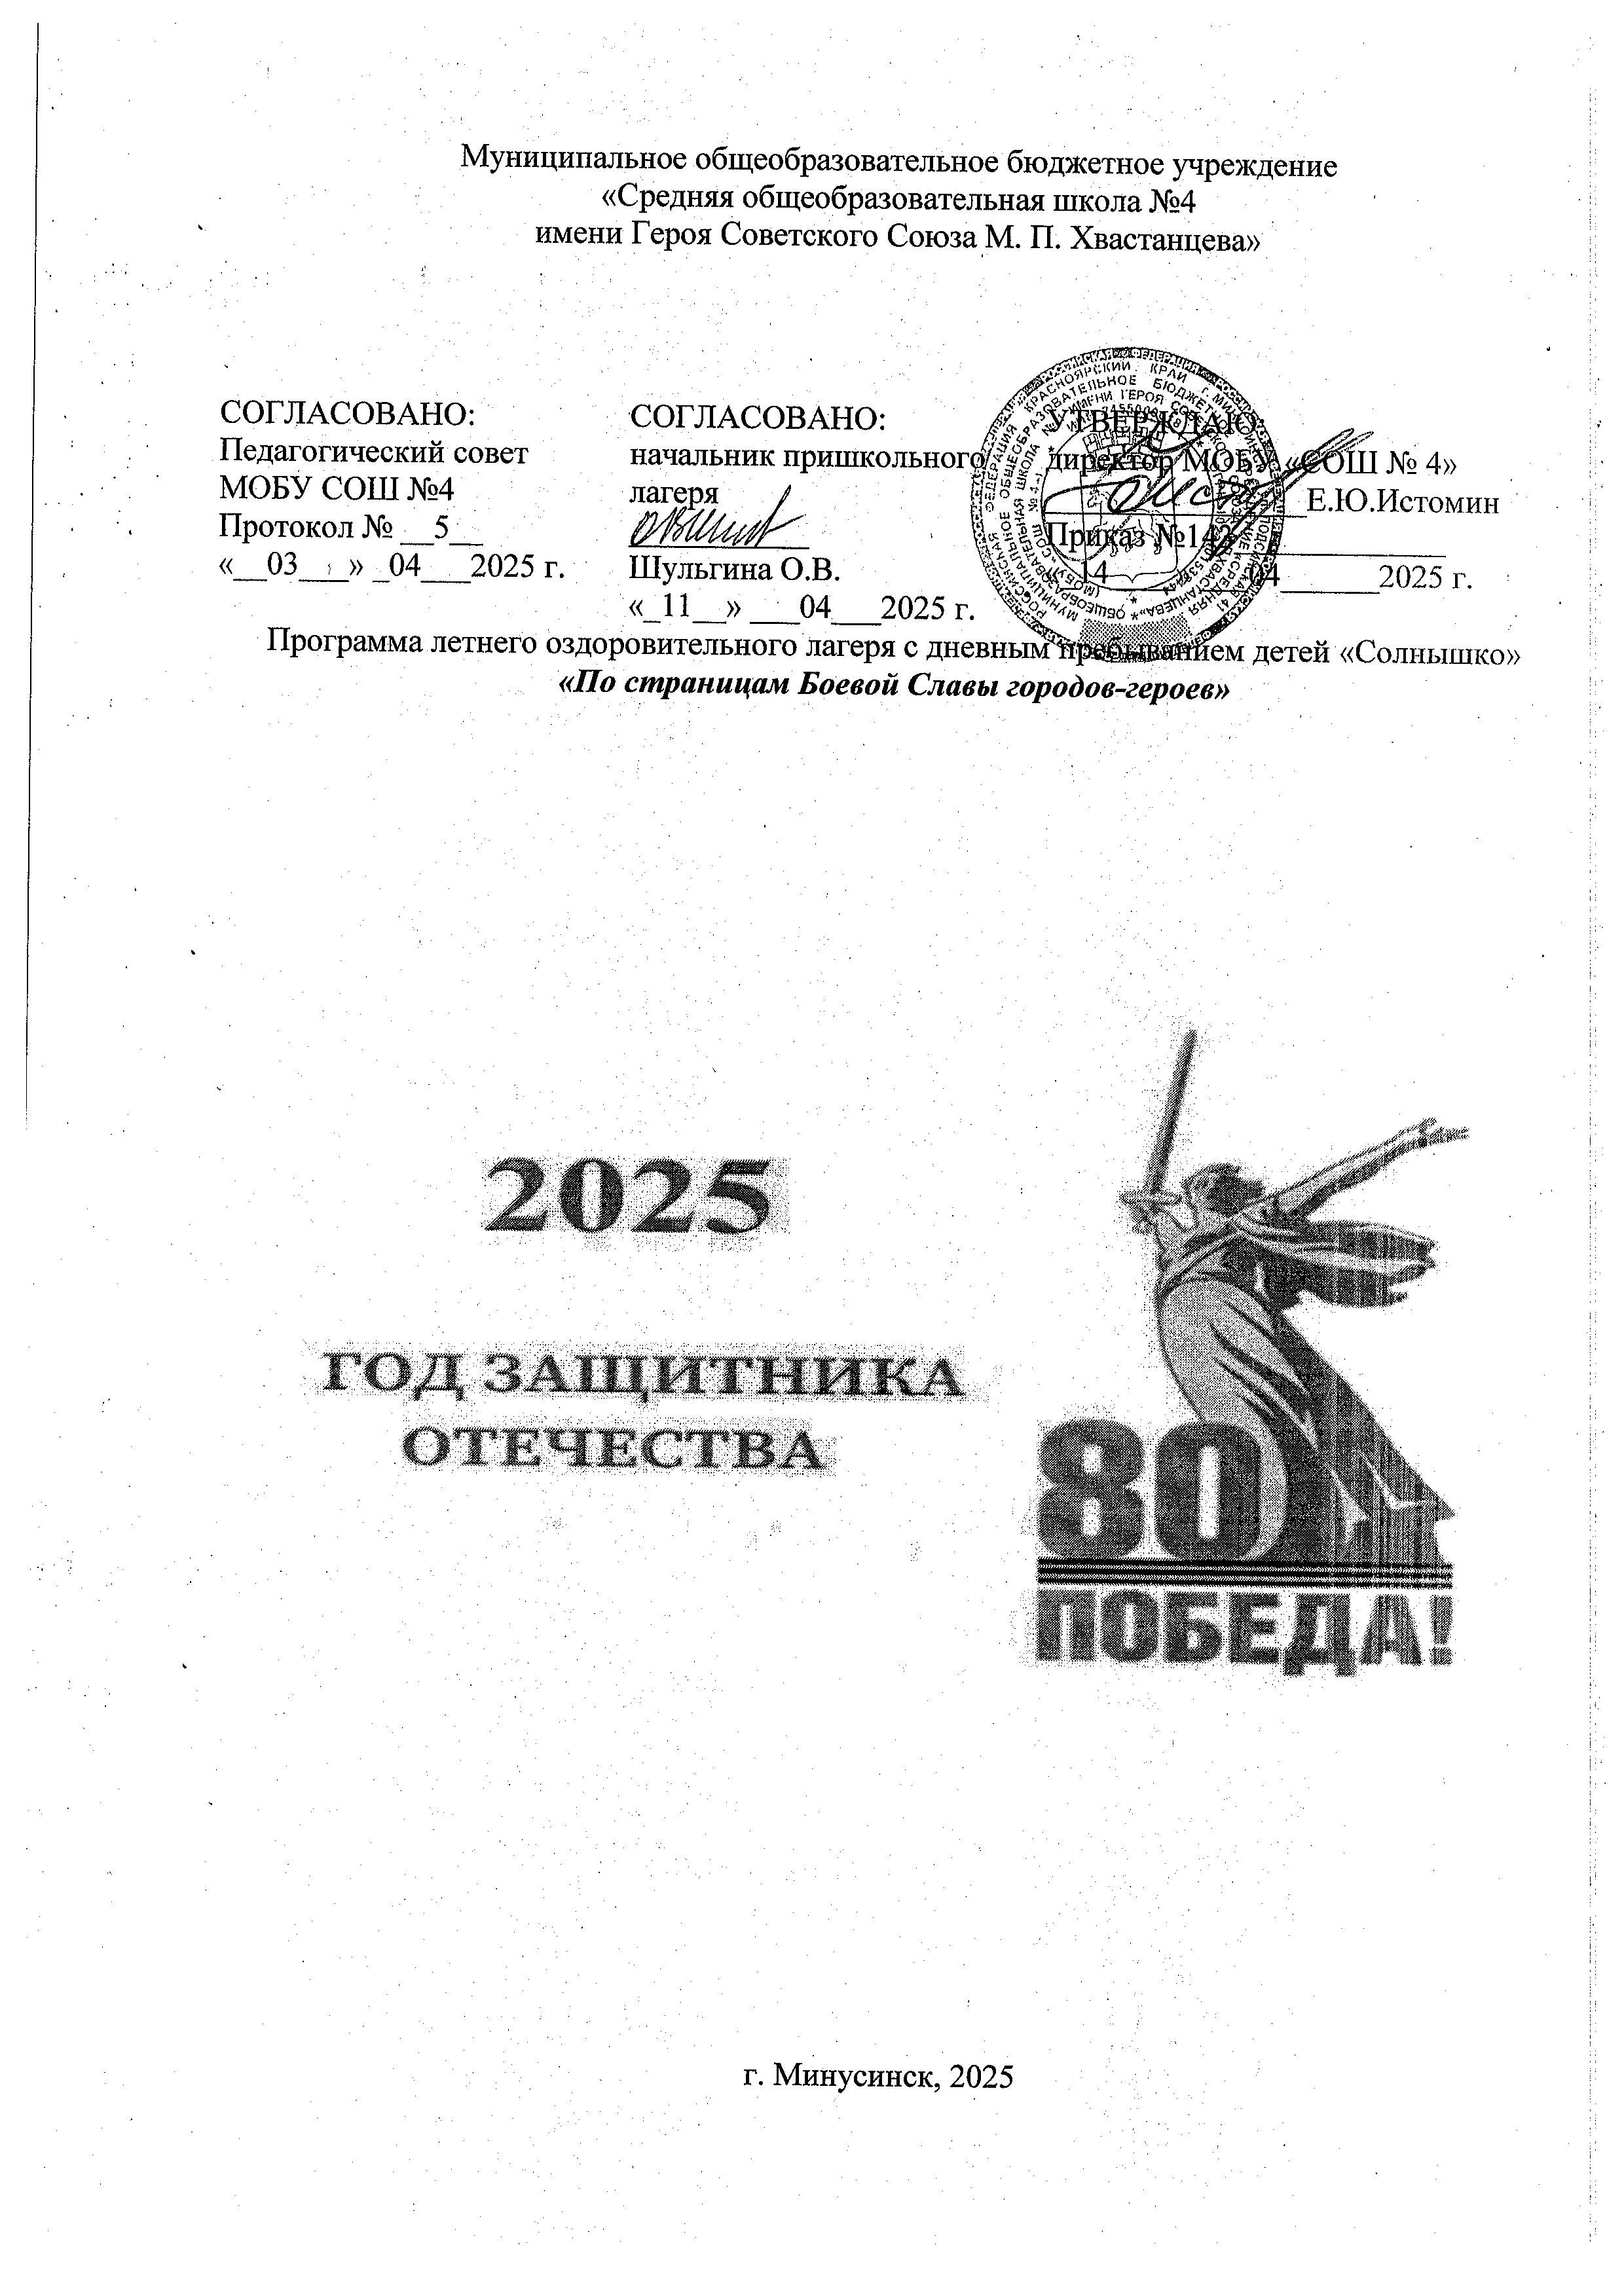 Муниципальное общеобразовательное бюджетное учреждение
«Средняя общеобразовательная школа №4
имени Героя Советского Союза М. П. Хвастанцева»
СОГЛАСОВАНО:
Педагогический совет
МОБУ СОШ №4
Протокол № __5__
«__03___» _04___2025 г.
СОГЛАСОВАНО:
начальник пришкольного
лагеря
Шульгина О.В.
«_11__» ___04___2025 г.
УТВЕРЖДАЮ
директор МОБУ «СОШ № 4»
Е.Ю.Истомин
Приказ
14 04 ______2025 г.
Программа летнего оздоровительного лагеря с дневным пребыванием детей «Солнышко»
«По страницам Боевой Славы городов-героев»
2025
ГОД ЗАЩИТНИКА
ОТЕЧЕСТВА
80
ПОБЕДА!
г. Минусинск, 2025